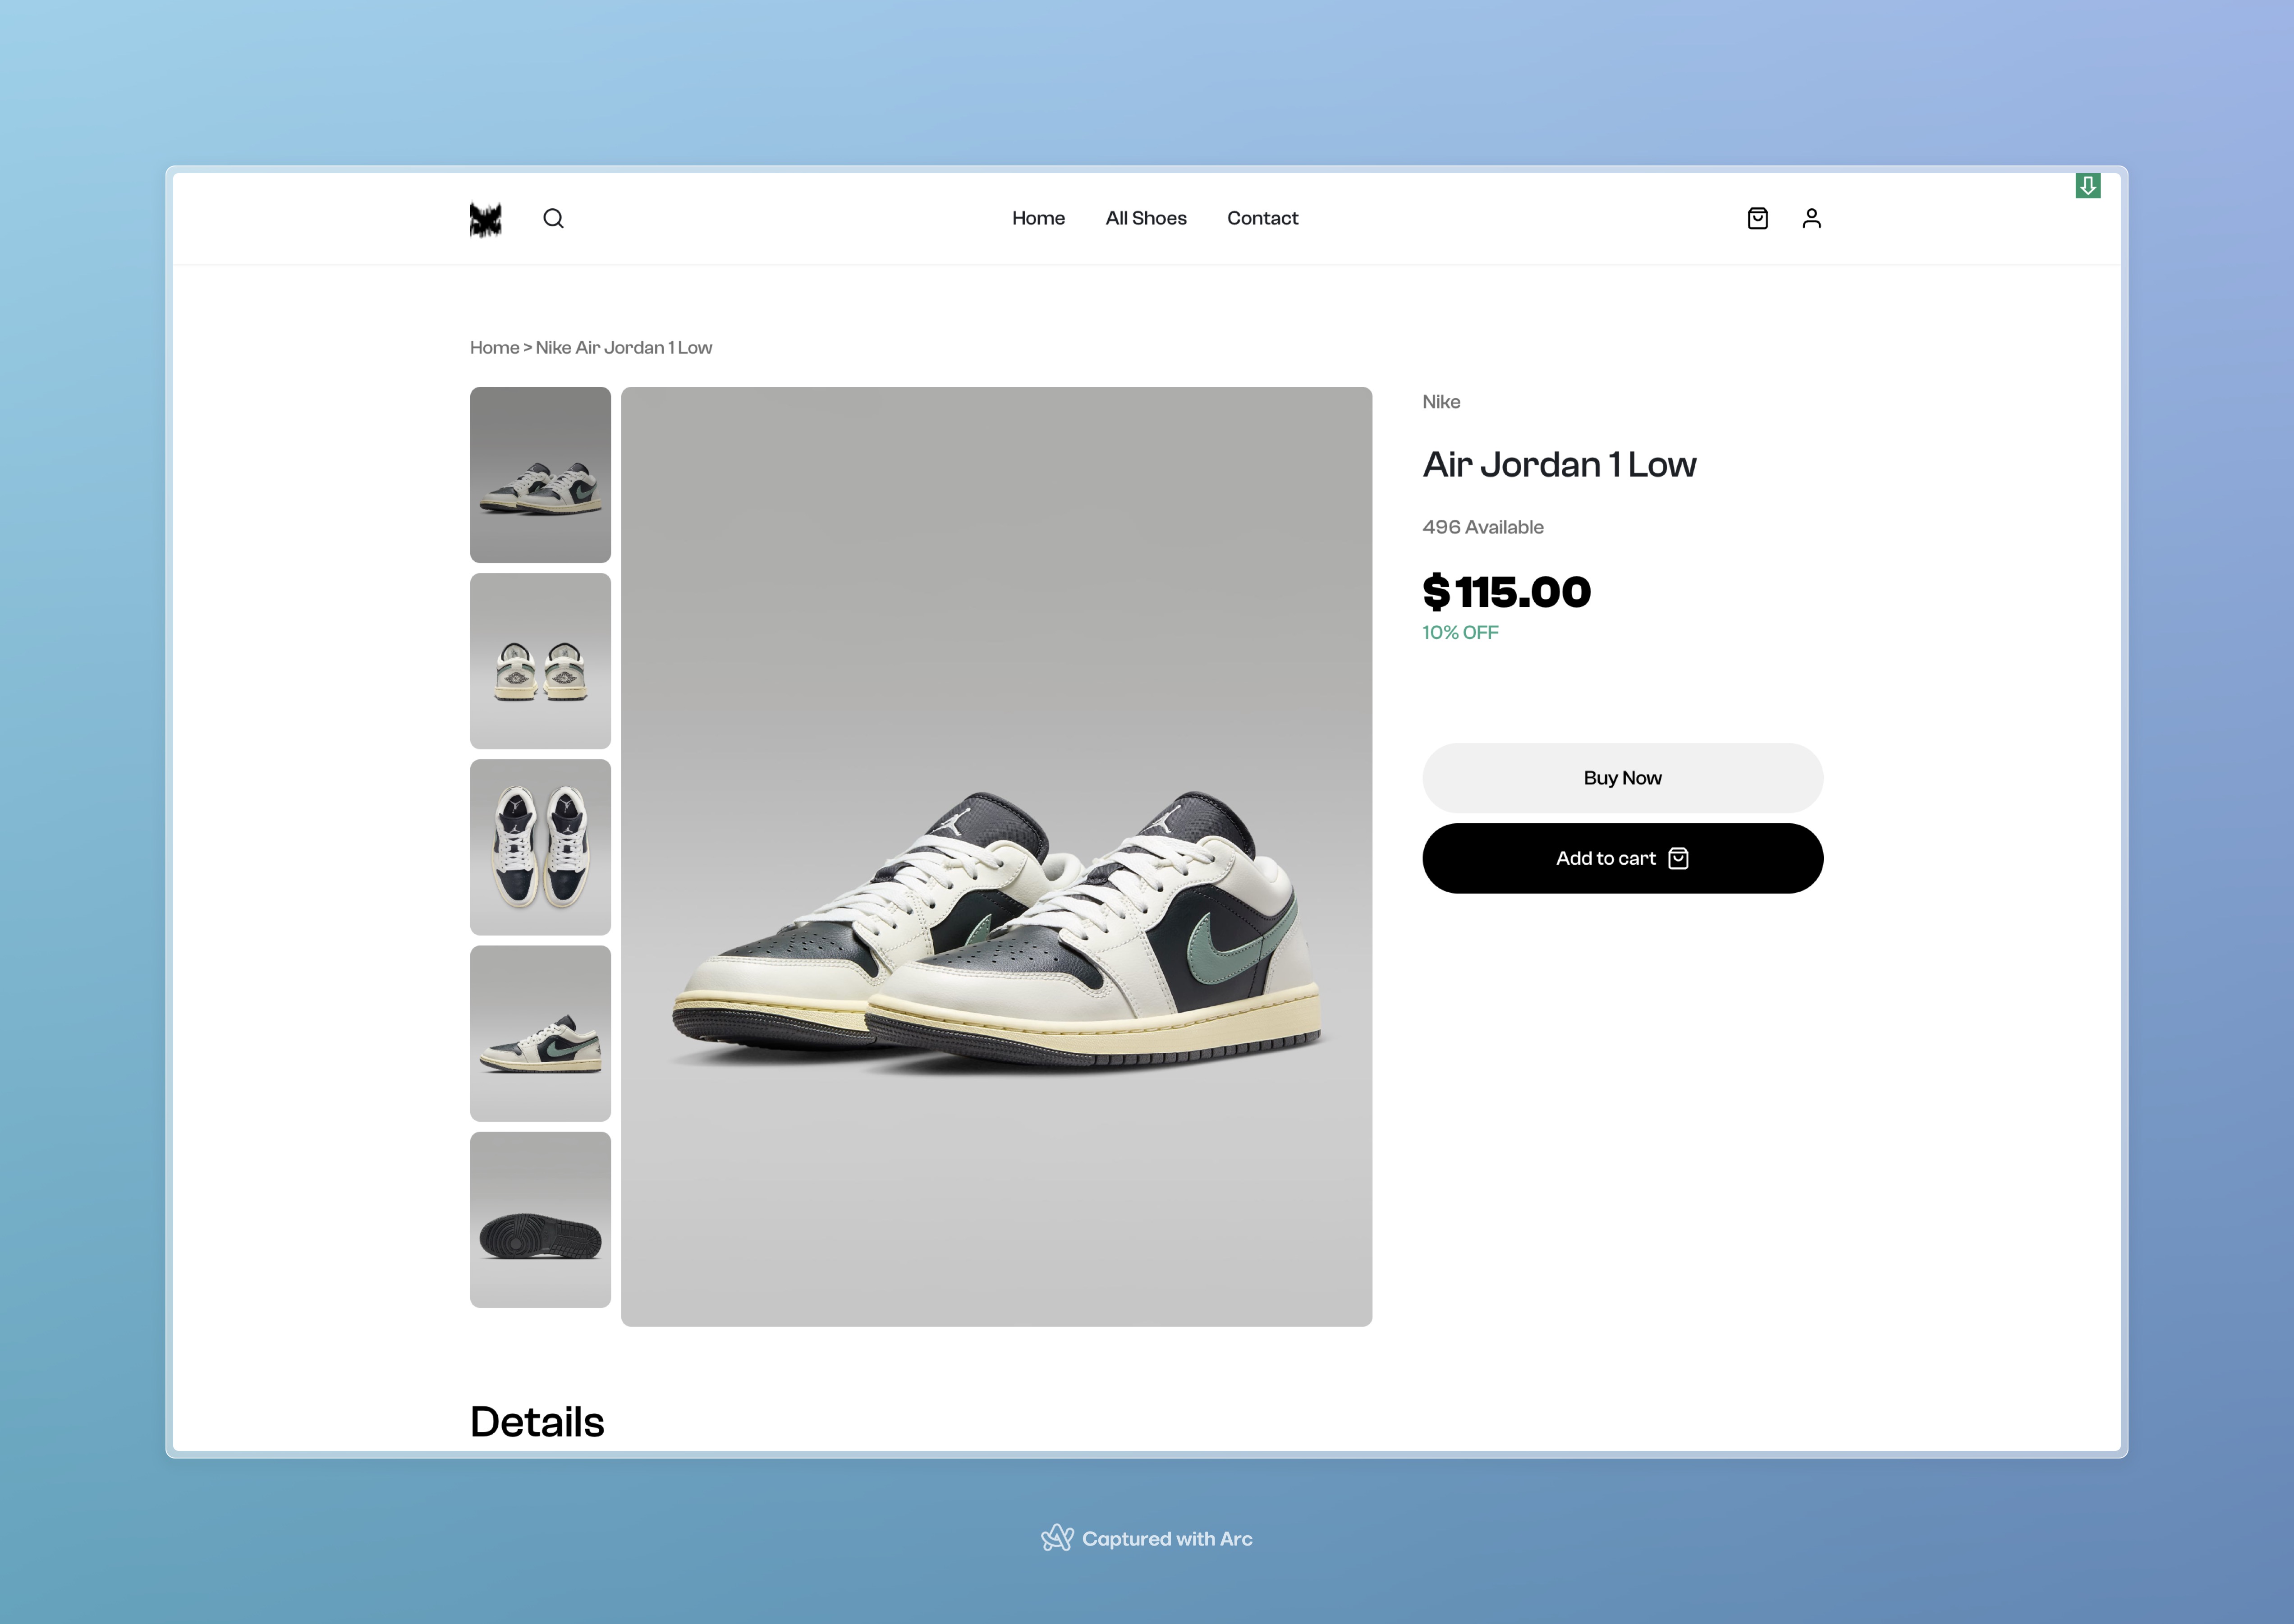 Home All Shoes Contact
Home > Nike Air Jordan 1 Low
Nike
Air Jordan 1 Low
496 Available
$115.00
10% OFF
Buy Now
Add to cart
Details
Captured with Arc